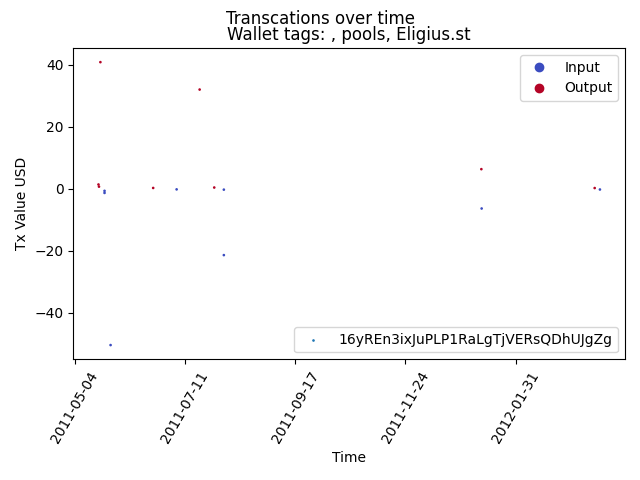 Transcations over time
Wallet tags: , pools, Eligius.st
Input
Output
40
20
0
−20
−40
Tx Value USD
16yREn3ixJuPLP1RaLgTjVERsQDhUJgZg
2011-05-04
2011-07-11
2011-09-17
2011-11-24
2012-01-31
Time